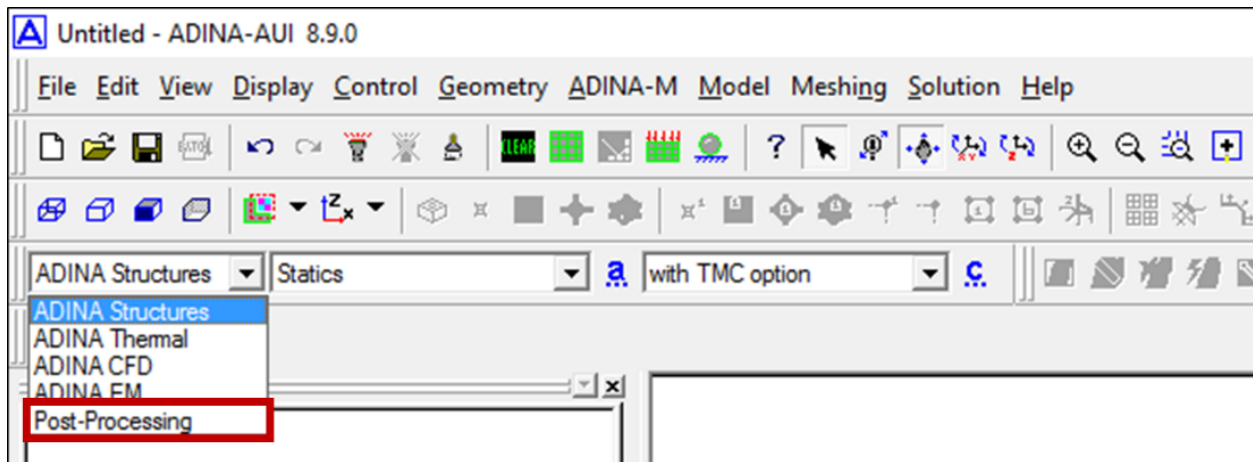 Untitled - ADINA-AUI 8.9.0
File Edit View Display Control Geometry ADINA-M Model Meshing Solution Help
CLEAR ?
ADINA Structures Statics a with TMC option c
ADINA Structures
ADINA Thermal
ADINA CFD
ADINA EM
Post-Processing